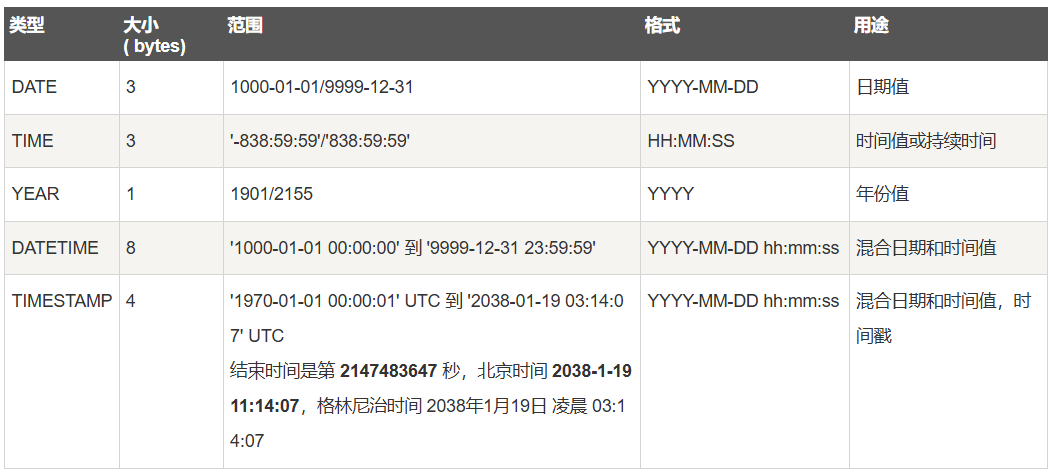 类型 大小 范围 格式 用途
( bytes)
DATE 3 1000-01-01/9999-12-31 YYYY-MM-DD 日期值
TIME 3 '-838:59:59'/'838:59:59' HH:MM:SS 时间值或持续时间
YEAR 1 1901/2155 YYYY 年份值
DATETIME 8 '1000-01-01 00:00:00' 到 '9999-12-31 23:59:59' YYYY-MM-DD hh:mm:ss 混合日期和时间值
TIMESTAMP 4 '1970-01-01 00:00:01' UTC 到 '2038-01-19 03:14:0 YYYY-MM-DD hh:mm:ss 混合日期和时间值，时
7' UTC 间戳
结束时间是第 2147483647 秒，北京时间 2038-1-19
11:14:07，格林尼治时间 2038年1月19日 凌晨 03:1
4:07